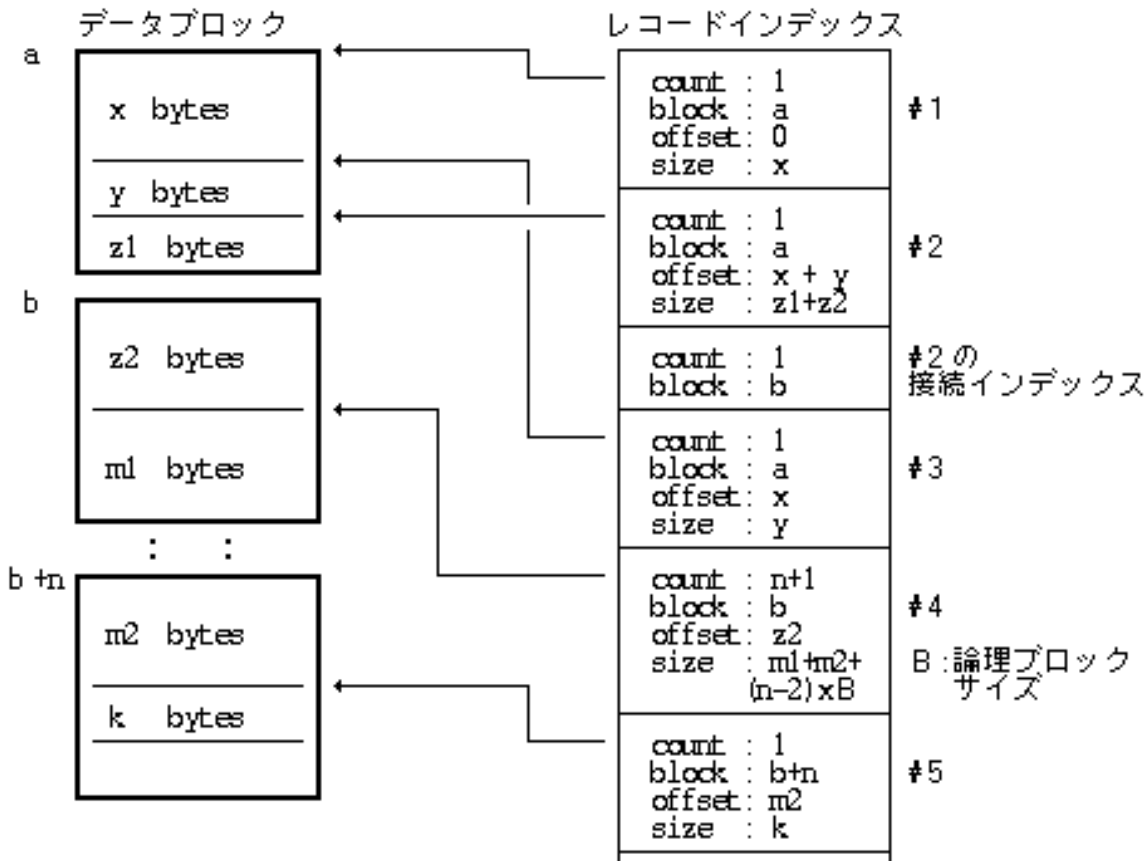 データブロック
a
x bytes
y bytes
z1 bytes
b
z2 bytes
m1 bytes
: :
b+n
m2 bytes
k bytes
レコードインデックス
count : 1
block : a
offset: 0
size : x
#1
count : 1
block : a
offset: x + y
size : z1+z2
#2
count : 1
block : b
#2の
接続インデックス
count : 1
block : a
offset: x
size : y
#3
count : n+1
block : b
offset: z2
size : m1+m2+
(n-2)xB
#4
B:論理ブロック
サイズ
count : 1
block : b+n
offset: m2
size : k
#5